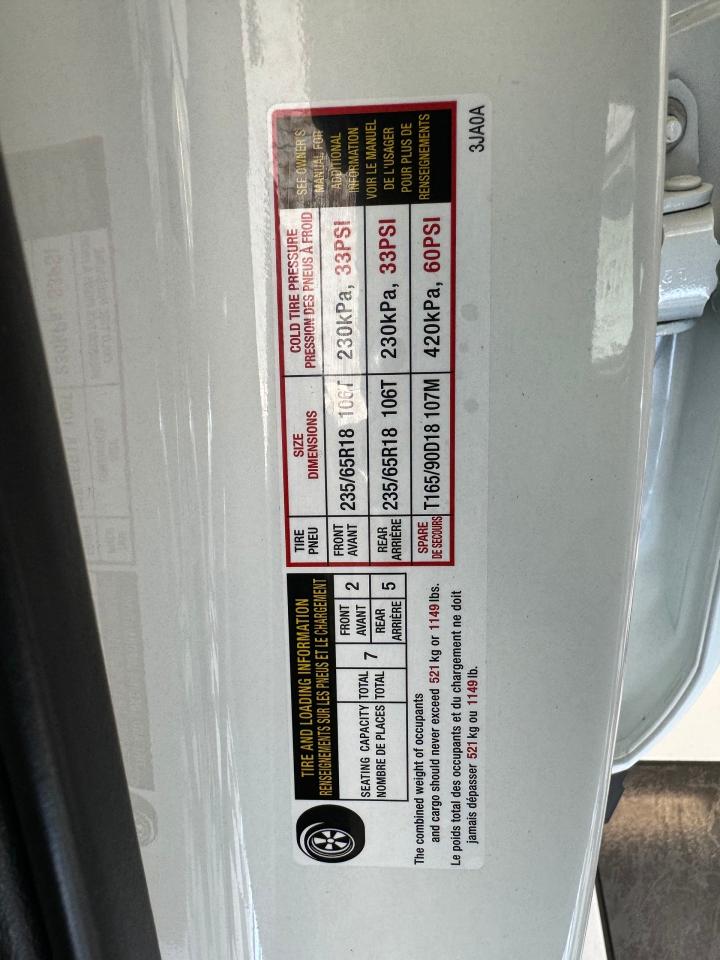 TIRE AND LOADING INFORMATION
RENSEIGNEMENTS SUR LES PNEUS ET LE CHARGEMENT
SEATING CAPACITY
NOMBRE DE PLACES
TOTAL
TOTAL
7
FRONT
AVANT
2
REAR
ARRIÈRE
5
The combined weight of occupants
and cargo should never exceed 521 kg or 1149 lbs.
Le poids total des occupants et du chargement ne doit
jamais dépasser 521 kg ou 1149 lb.
TIRE
PNEU
SIZE
DIMENSIONS
COLD TIRE PRESSURE
PRESSION DES PNEUS À FROID
FRONT
AVANT
235/65R18 106T
230kPa, 33PSI
REAR
ARRIÈRE
235/65R18 106T
230kPa, 33PSI
SPARE
DE SECOURS
T165/90D18 107M
420kPa, 60PSI
SEE OWNER'S
MANUAL FOR
ADDITIONAL
INFORMATION
VOIR LE MANUEL
DE L'USAGER
POUR PLUS DE
RENSEIGNEMENTS
3JA0A